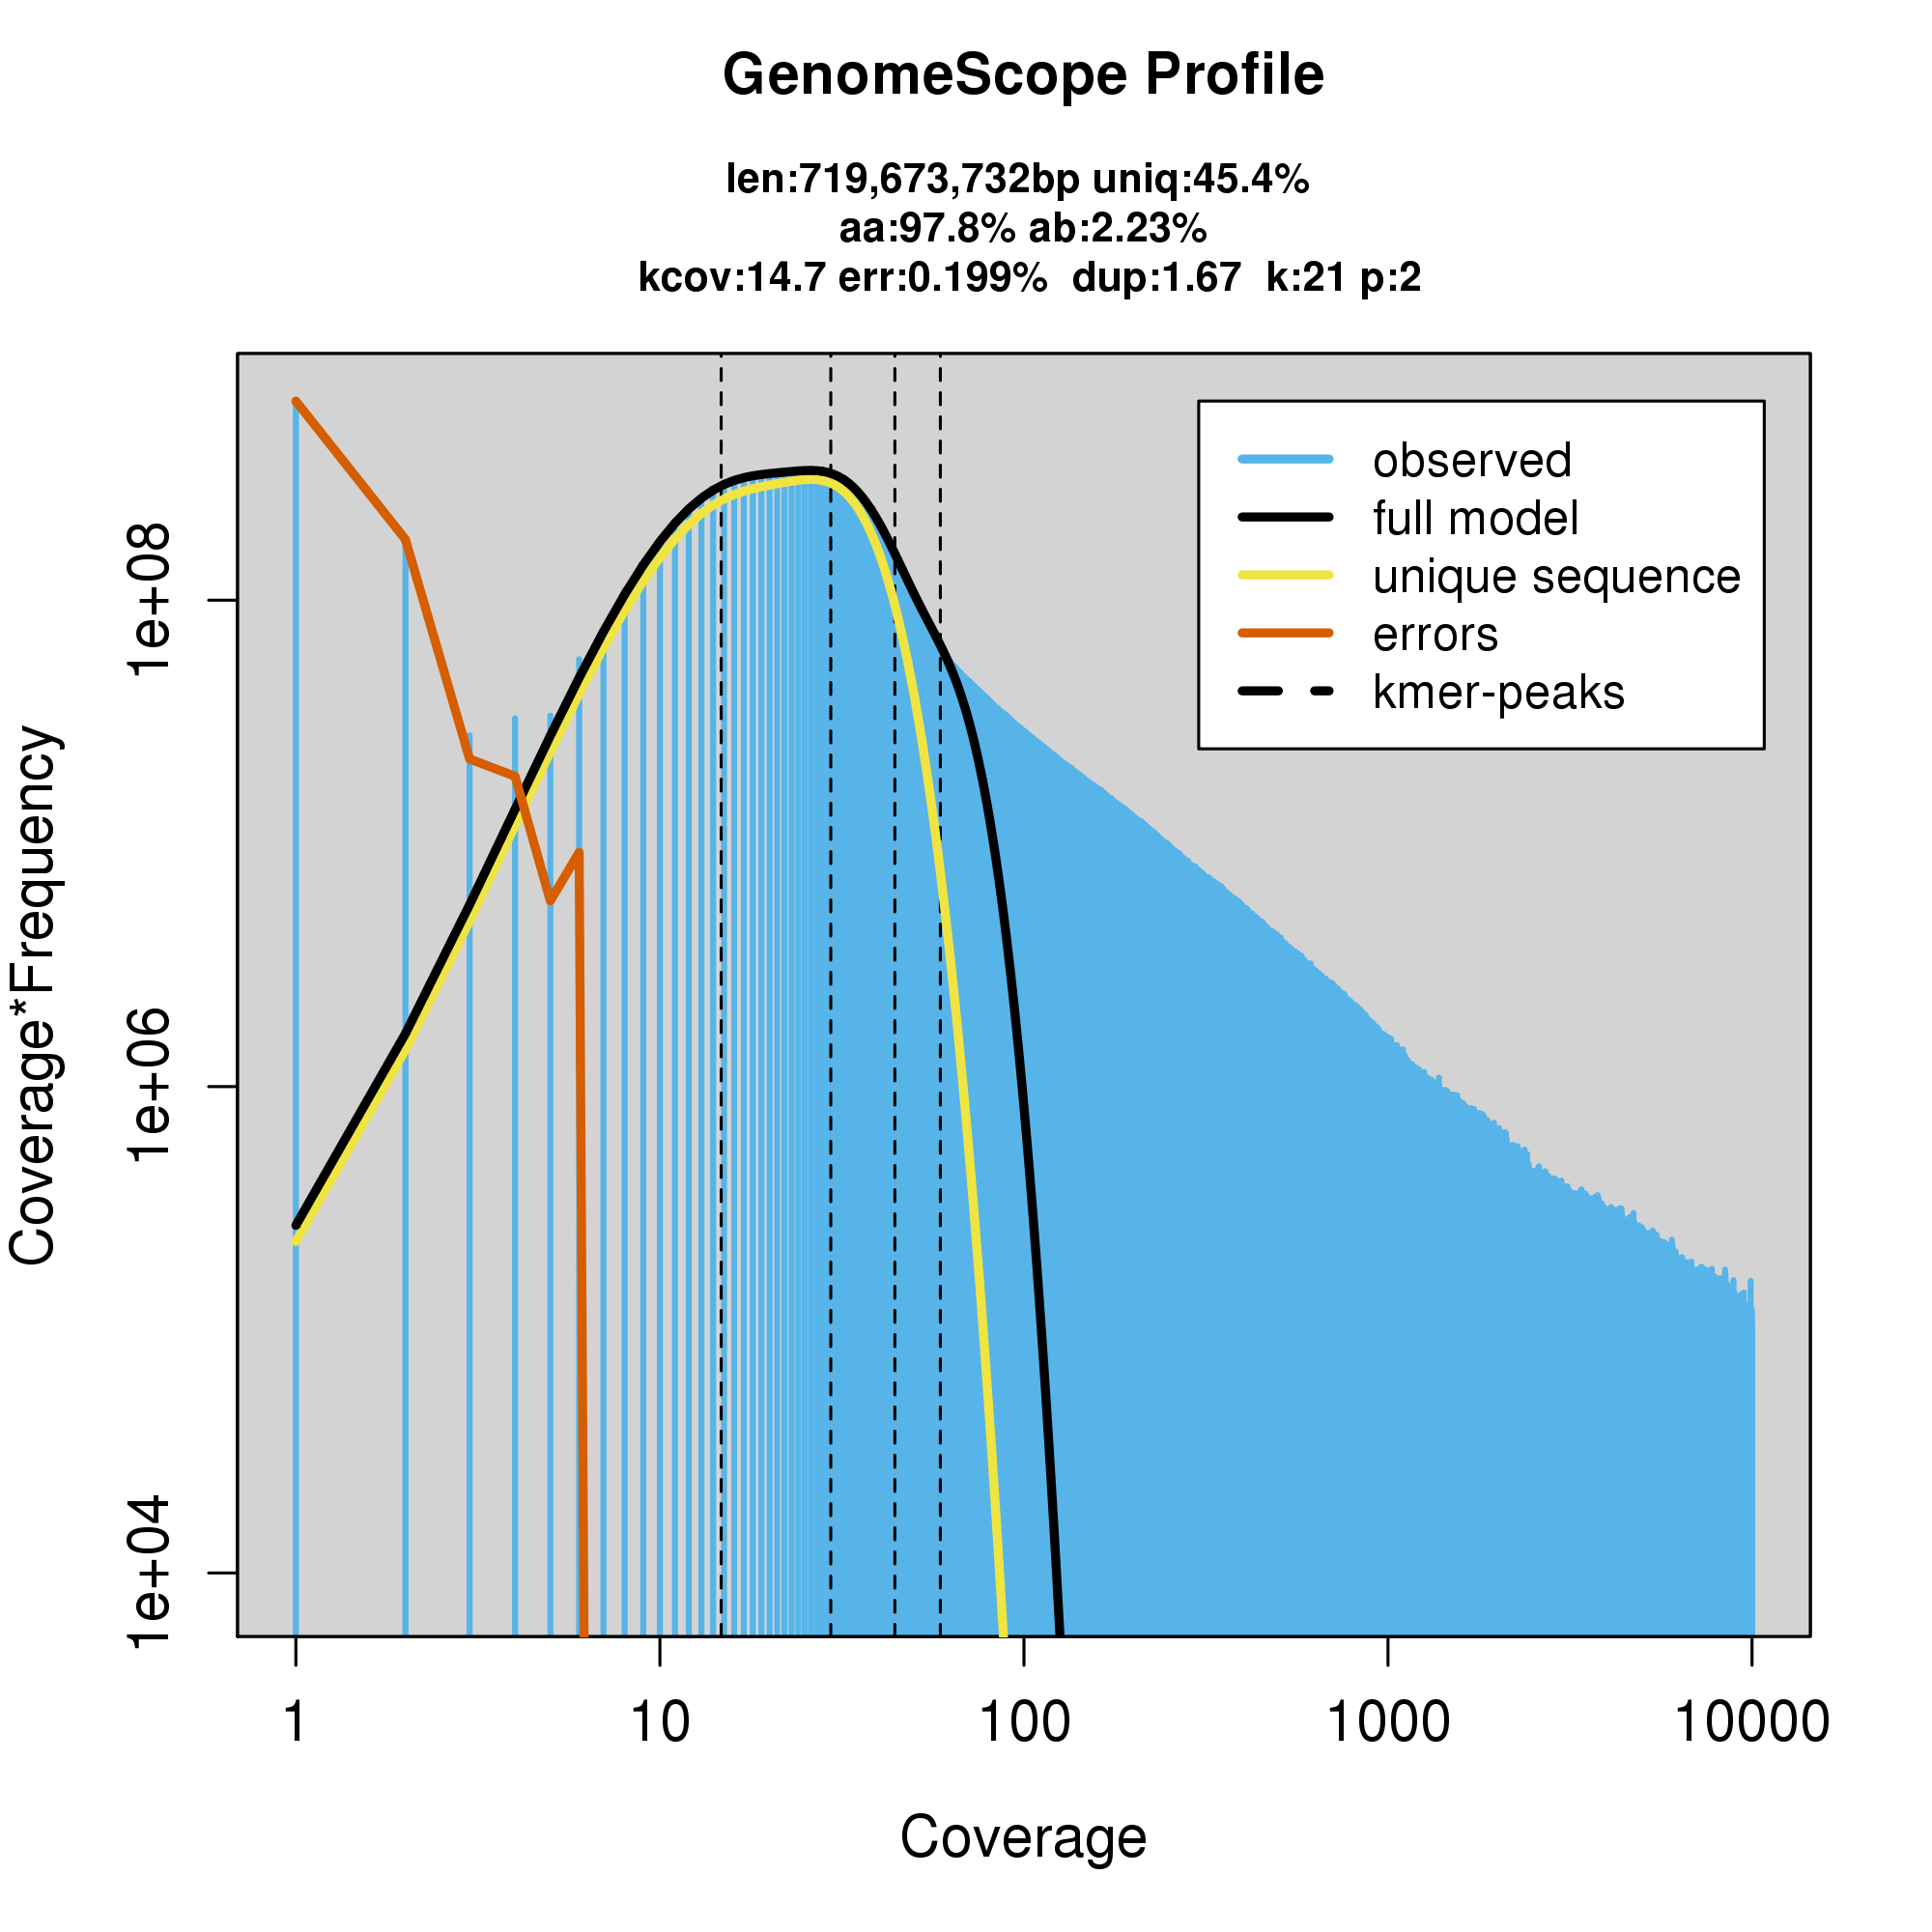 GenomeScope Profile
len:719,673,732bp uniq:45.4%
aa:97.8% ab:2.23%
kcov:14.7 err:0.199% dup:1.67 k:21 p:2
observed
full model
unique sequence
errors
kmer-peaks
Coverage*Frequency
1e+08
1e+06
1e+04
1 10 100 1000 10000
Coverage